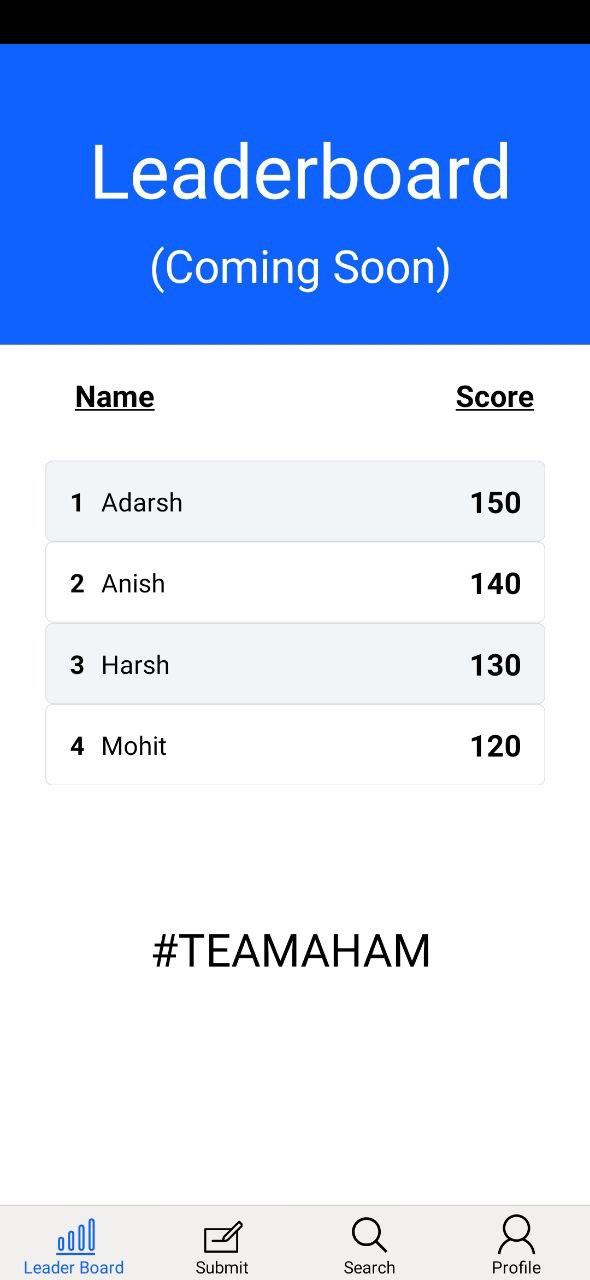 Leaderboard
(Coming Soon)
Name Score
1 Adarsh 150
2 Anish 140
3 Harsh 130
4 Mohit 120
#TEAMAHAM
Leader Board Submit Search Profile